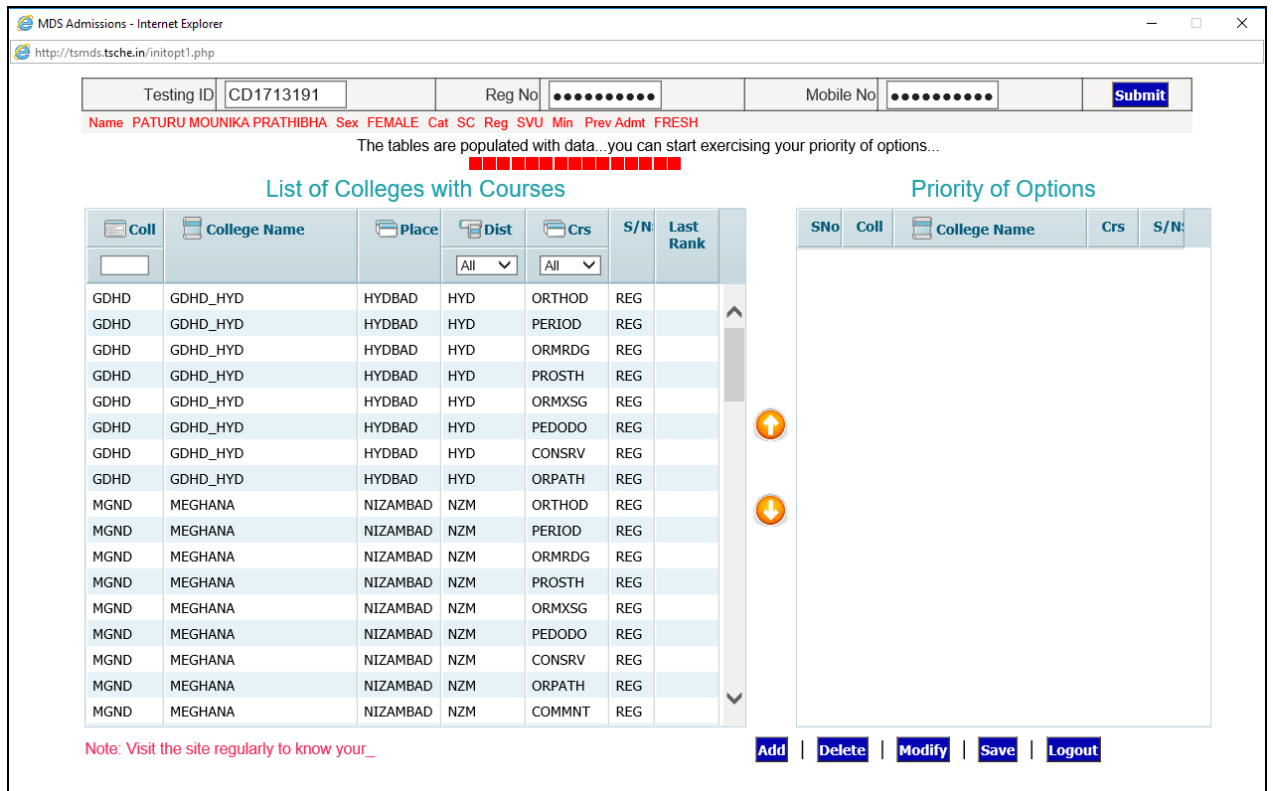 MDS Admissions - Internet Explorer
http://tsmds.tsche.in/initopt1.php
Testing ID CD1713191 Reg No ●●●●●●●●●● Mobile No ●●●●●●●●●● Submit
Name PATURU MOUNIKA PRATHIBHA Sex FEMALE Cat SC Reg SVU Min Prev Admt FRESH
The tables are populated with data...you can start exercising your priority of options...
List of Colleges with Courses
Coll College Name Place Dist Crs S/N Last Rank
All All
GDHD GDHD_HYD HYDBAD HYD ORTHOD REG
GDHD GDHD_HYD HYDBAD HYD PERIOD REG
GDHD GDHD_HYD HYDBAD HYD ORMRDG REG
GDHD GDHD_HYD HYDBAD HYD PROSTH REG
GDHD GDHD_HYD HYDBAD HYD ORMXSG REG
GDHD GDHD_HYD HYDBAD HYD PEDODO REG
GDHD GDHD_HYD HYDBAD HYD CONSRV REG
GDHD GDHD_HYD HYDBAD HYD ORPATH REG
MGND MEGHANA NIZAMBAD NZM ORTHOD REG
MGND MEGHANA NIZAMBAD NZM PERIOD REG
MGND MEGHANA NIZAMBAD NZM ORMRDG REG
MGND MEGHANA NIZAMBAD NZM PROSTH REG
MGND MEGHANA NIZAMBAD NZM ORMXSG REG
MGND MEGHANA NIZAMBAD NZM PEDODO REG
MGND MEGHANA NIZAMBAD NZM CONSRV REG
MGND MEGHANA NIZAMBAD NZM ORPATH REG
MGND MEGHANA NIZAMBAD NZM COMMNT REG
Priority of Options
SNo Coll College Name Crs S/N
Note: Visit the site regularly to know your_
Add | Delete | Modify | Save | Logout